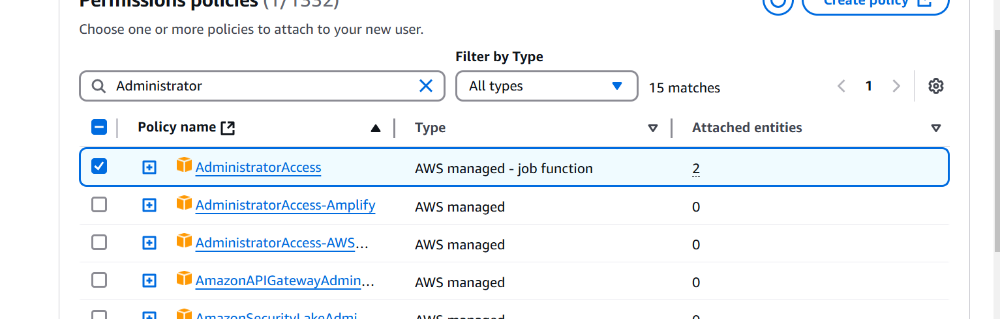 Permissions policies (1/1332)
Create policy
Choose one or more policies to attach to your new user.
Filter by Type
Administrator
All types
15 matches
1
Policy name
Type
Attached entities
AdministratorAccess
AWS managed - job function
2
AdministratorAccess-Amplify
AWS managed
0
AdministratorAccess-AWS...
AWS managed
0
AmazonAPIGatewayAdmin...
AWS managed
0
AmazonSecurityLakeAdmi
AWS managed
0